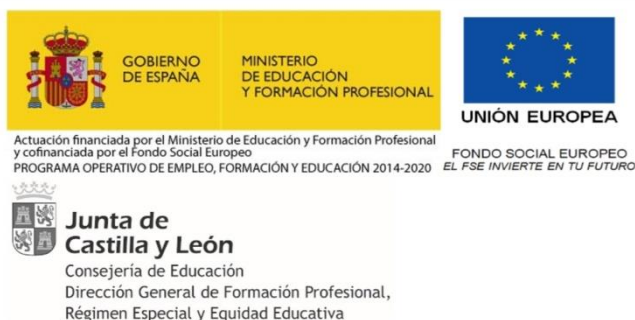 GOBIERNO
DE ESPAÑA
MINISTERIO
DE EDUCACIÓN
Y FORMACIÓN PROFESIONAL
UNIÓN EUROPEA
Actuación financiada por el Ministerio de Educación y Formación Profesional
y cofinanciada por el Fondo Social Europeo
PROGRAMA OPERATIVO DE EMPLEO, FORMACIÓN Y EDUCACIÓN 2014-2020
FONDO SOCIAL EUROPEO
EL FSE INVIERTE EN TU FUTURO
Junta de
Castilla y León
Consejería de Educación
Dirección General de Formación Profesional,
Régimen Especial y Equidad Educativa